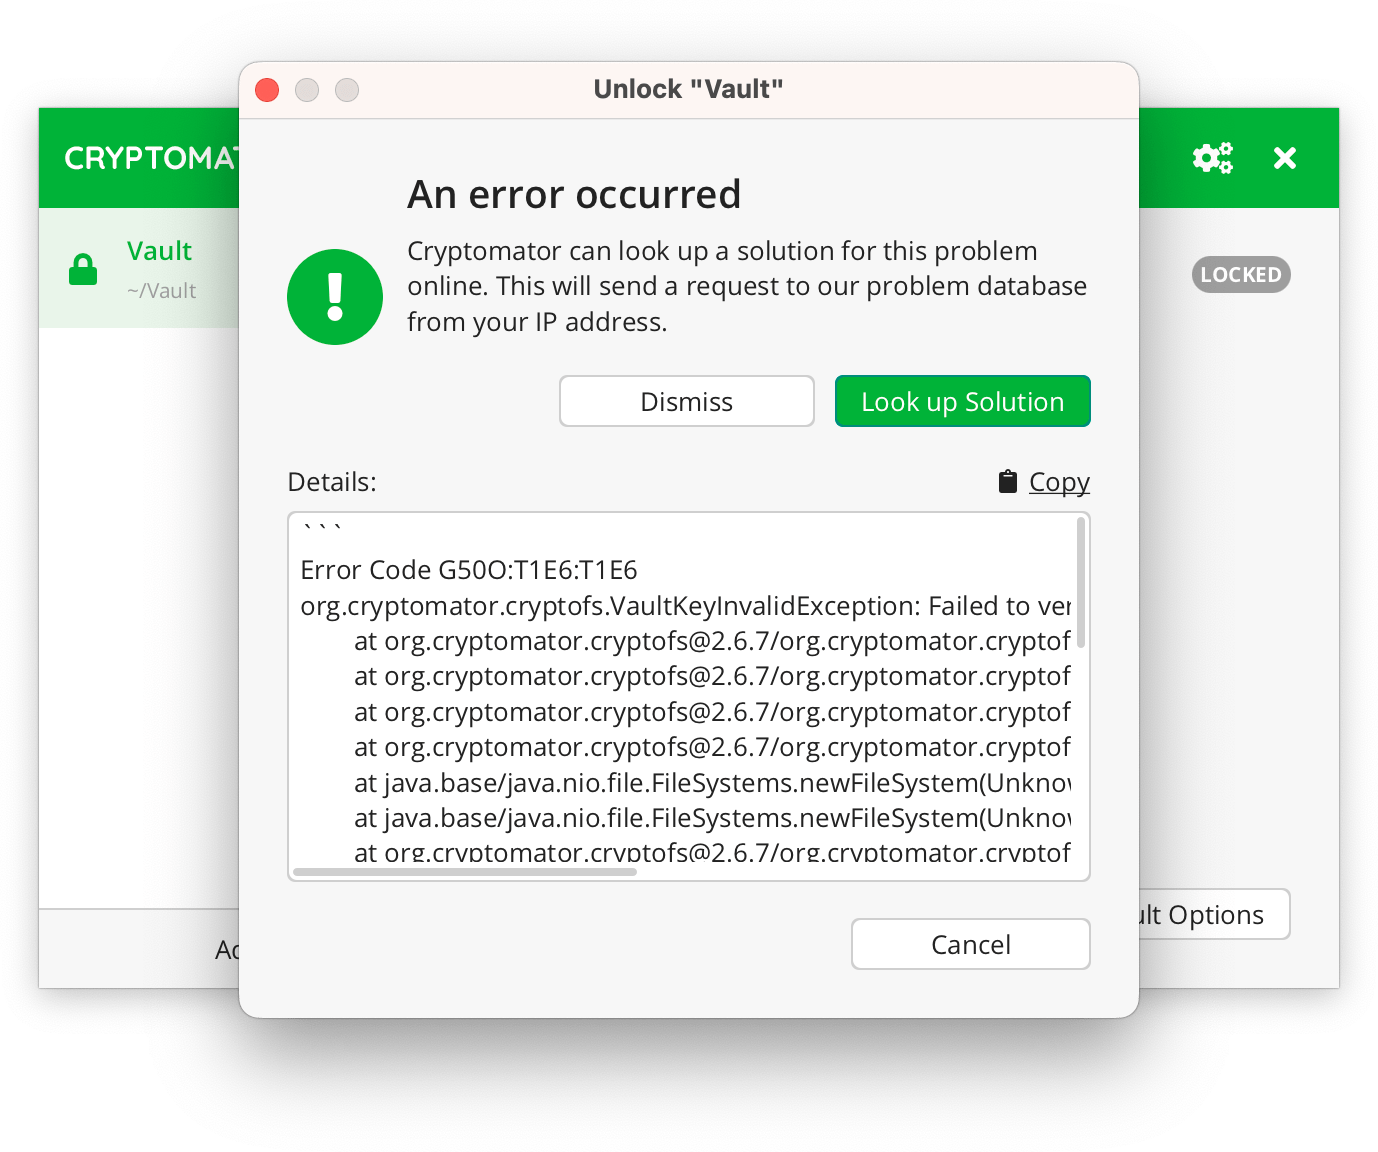 Unlock "Vault"
CRYPTOMAT
Vault
~/Vault
LOCKED
An error occurred
Cryptomator can look up a solution for this problem
online. This will send a request to our problem database
from your IP address.
Dismiss
Look up Solution
Details:
Copy
```
Error Code G50O:T1E6:T1E6
org.cryptomator.cryptofs.VaultKeyInvalidException: Failed to ver
at org.cryptomator.cryptofs@2.6.7/org.cryptomator.cryptof
at org.cryptomator.cryptofs@2.6.7/org.cryptomator.cryptof
at org.cryptomator.cryptofs@2.6.7/org.cryptomator.cryptof
at org.cryptomator.cryptofs@2.6.7/org.cryptomator.cryptof
at java.base/java.nio.file.FileSystems.newFileSystem(Unknov
at java.base/java.nio.file.FileSystems.newFileSystem(Unknov
at org.cryptomator.cryptofs@2.6.7/org.cryptomator.cryptof
Cancel
ult Options
Ad